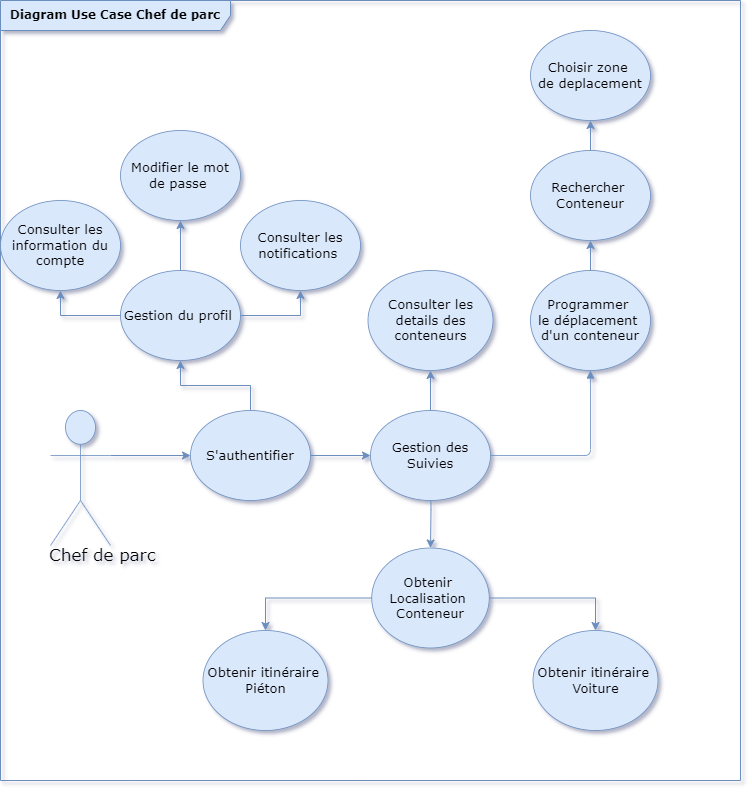 Diagram Use Case Chef de parc
Choisir zone
de deplacement
Modifier le mot
de passe
Rechercher
Conteneur
Consulter les
information du
compte
Consulter les
notifications
Gestion du profil
Consulter les
details des
conteneurs
Programmer
le déplacement
d'un conteneur
S'authentifier
Gestion des
Suivies
Chef de parc
Obtenir
Localisation
Conteneur
Obtenir itinéraire
Piéton
Obtenir itinéraire
Voiture